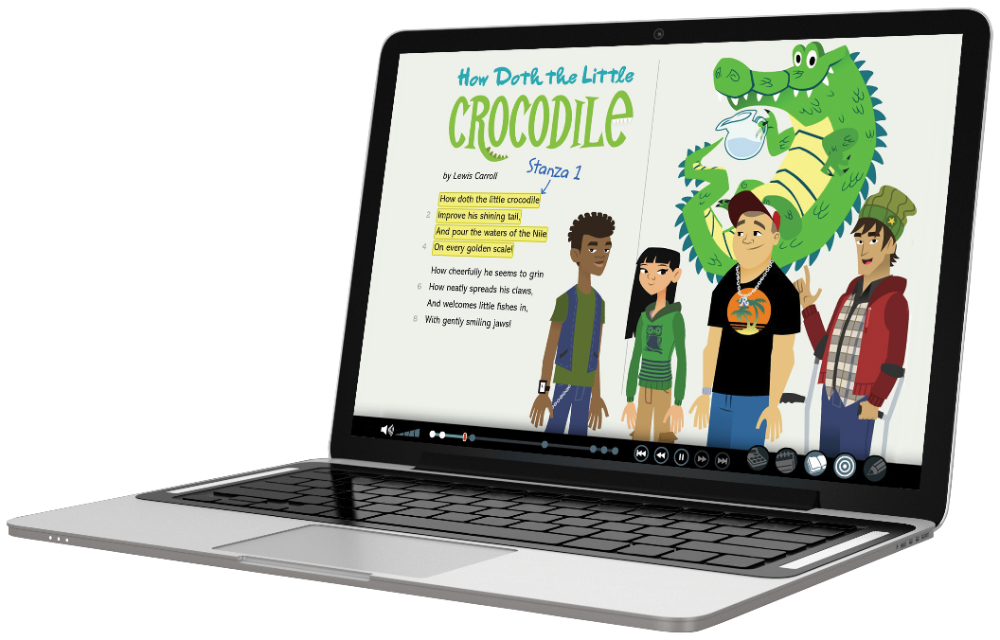 How Doth the Little
CROCODILE
by Lewis Carroll
Stanza 1
How doth the little crocodile
2 Improve his shining tail,
And pour the waters of the Nile
4 On every golden scale!
How cheerfully he seems to grin
6 How neatly spreads his claws,
And welcomes little fishes in,
8 With gently smiling jaws!